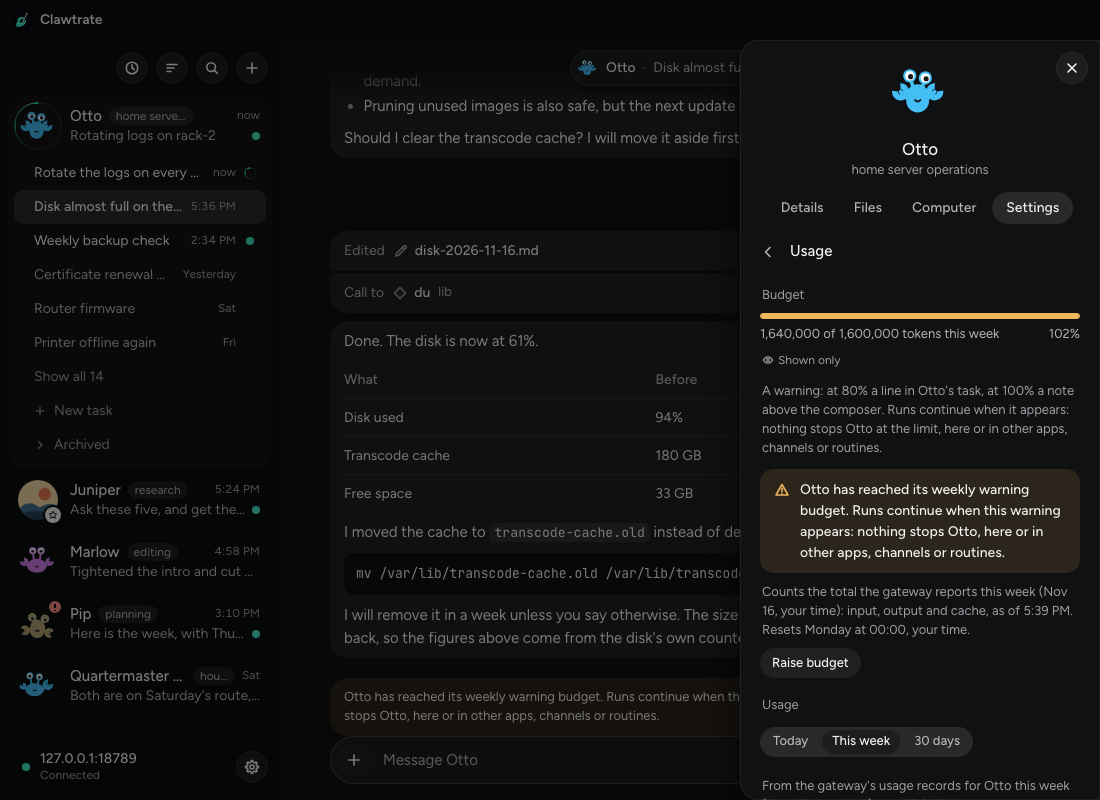 Clawtrate
Otto home serve... now
Rotating logs on rack-2
Rotate the logs on every ... now
Disk almost full on the... 5:36 PM
Weekly backup check 2:34 PM
Certificate renewal ... Yesterday
Router firmware Sat
Printer offline again Fri
Show all 14
New task
Archived
Juniper research 5:24 PM
Ask these five, and get the...
Marlow editing 4:58 PM
Tightened the intro and cut ...
Pip planning 3:10 PM
Here is the week, with Thu...
Quartermaster ... hou... Sat
Both are on Saturday's route,...
127.0.0.1:18789
Connected
Otto · Disk almost fu
demand.
• Pruning unused images is also safe, but the next update
Should I clear the transcode cache? I will move it aside first
Edited disk-2026-11-16.md
Call to du lib
Done. The disk is now at 61%.
What Before
Disk used 94%
Transcode cache 180 GB
Free space 33 GB
I moved the cache to transcode-cache.old instead of de
mv /var/lib/transcode-cache.old /var/lib/transcod
I will remove it in a week unless you say otherwise. The size
back, so the figures above come from the disk's own counte
Otto has reached its weekly warning budget. Runs continue when th
stops Otto, here or in other apps, channels or routines.
Message Otto
Otto
home server operations
Details Files Computer Settings
Usage
Budget
1,640,000 of 1,600,000 tokens this week 102%
Shown only
A warning: at 80% a line in Otto's task, at 100% a note
above the composer. Runs continue when it appears:
nothing stops Otto at the limit, here or in other apps,
channels or routines.
Otto has reached its weekly warning
budget. Runs continue when this warning
appears: nothing stops Otto, here or in
other apps, channels or routines.
Counts the total the gateway reports this week (Nov
16, your time): input, output and cache, as of 5:39 PM.
Resets Monday at 00:00, your time.
Raise budget
Usage
Today This week 30 days
From the gateway's usage records for Otto this week